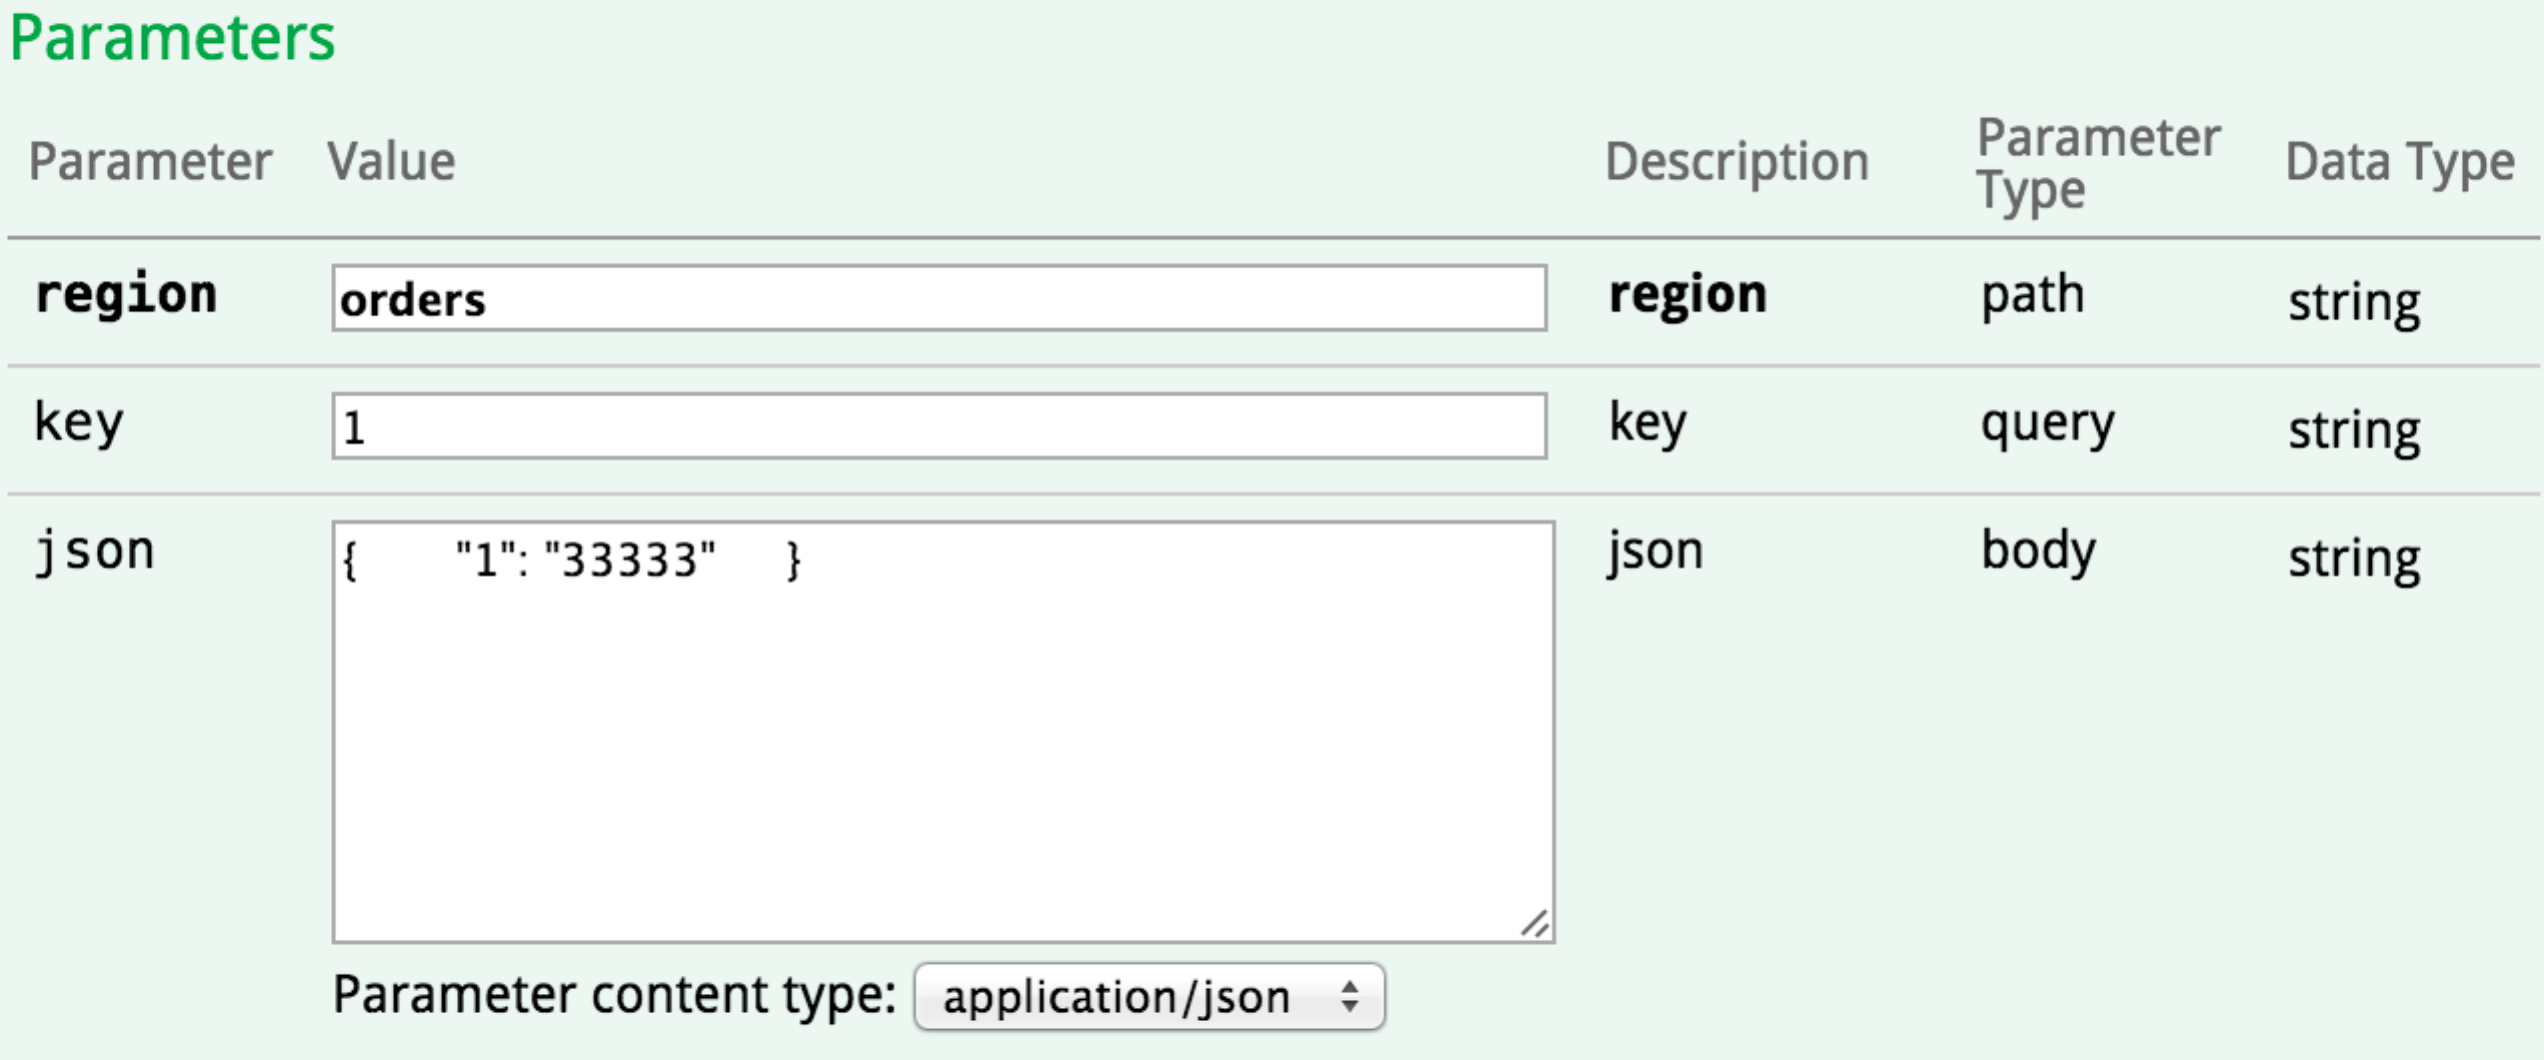 Parameters
Parameter Value Description Parameter Type Data Type
region orders region path string
key 1 key query string
json { "1": "33333" } json body string
Parameter content type: application/json